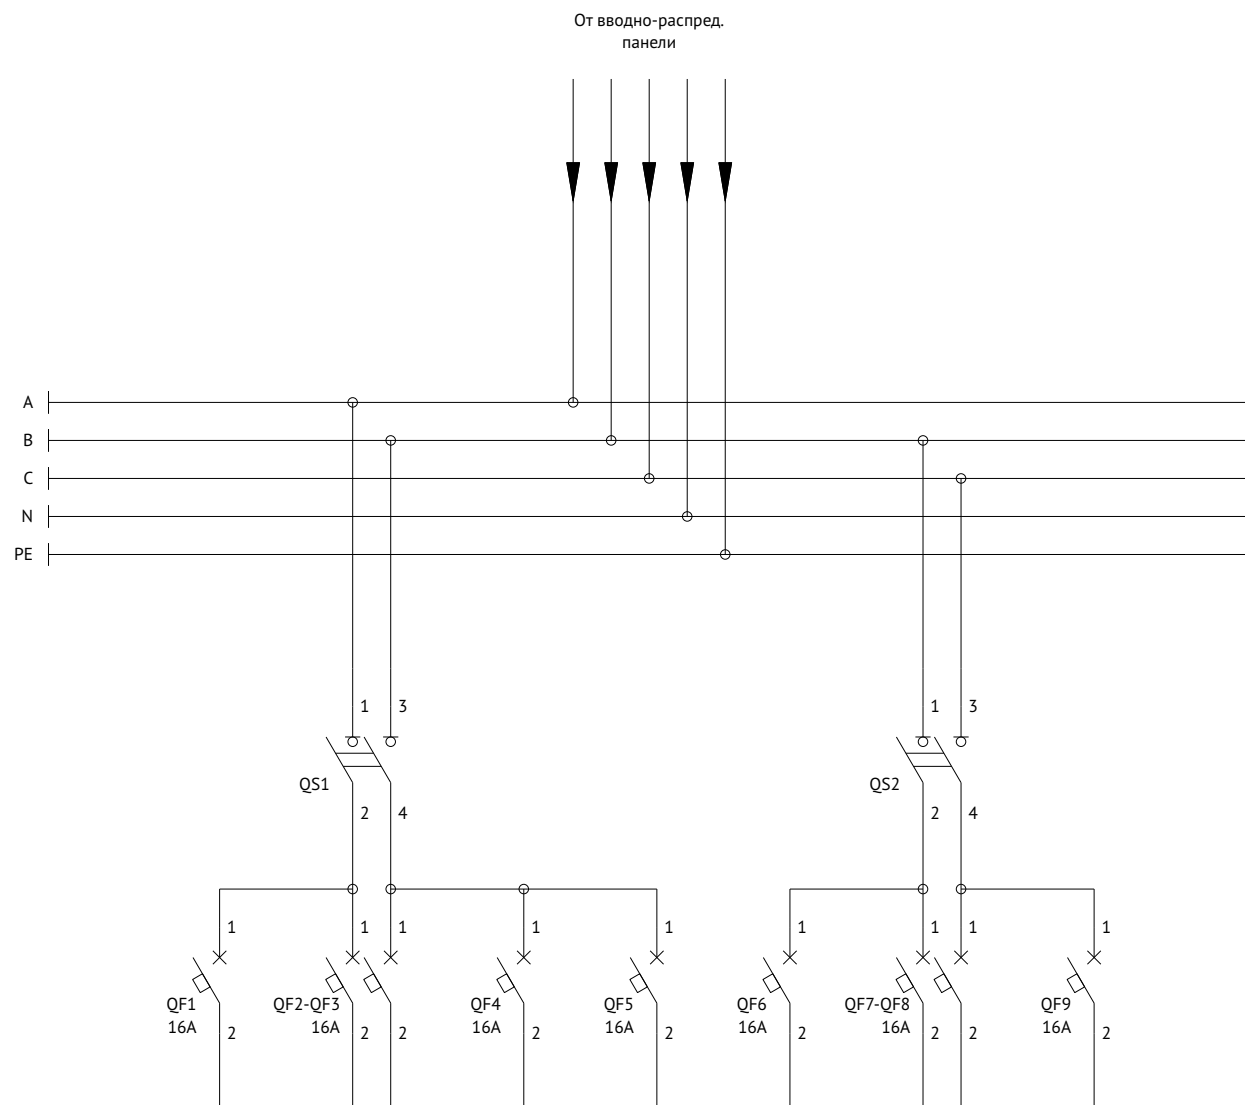 От вводно-распред.
панели
A
B
C
N
PE
1 3 1 3
QS1 QS2
2 4 2 4
1 1 1 1 1 1 1 1 1
QF1 QF2-QF3 QF4 QF5 QF6 QF7-QF8 QF9
16A 16A 16A 16A 16A 16A 16A
2 2 2 2 2 2 2 2 2